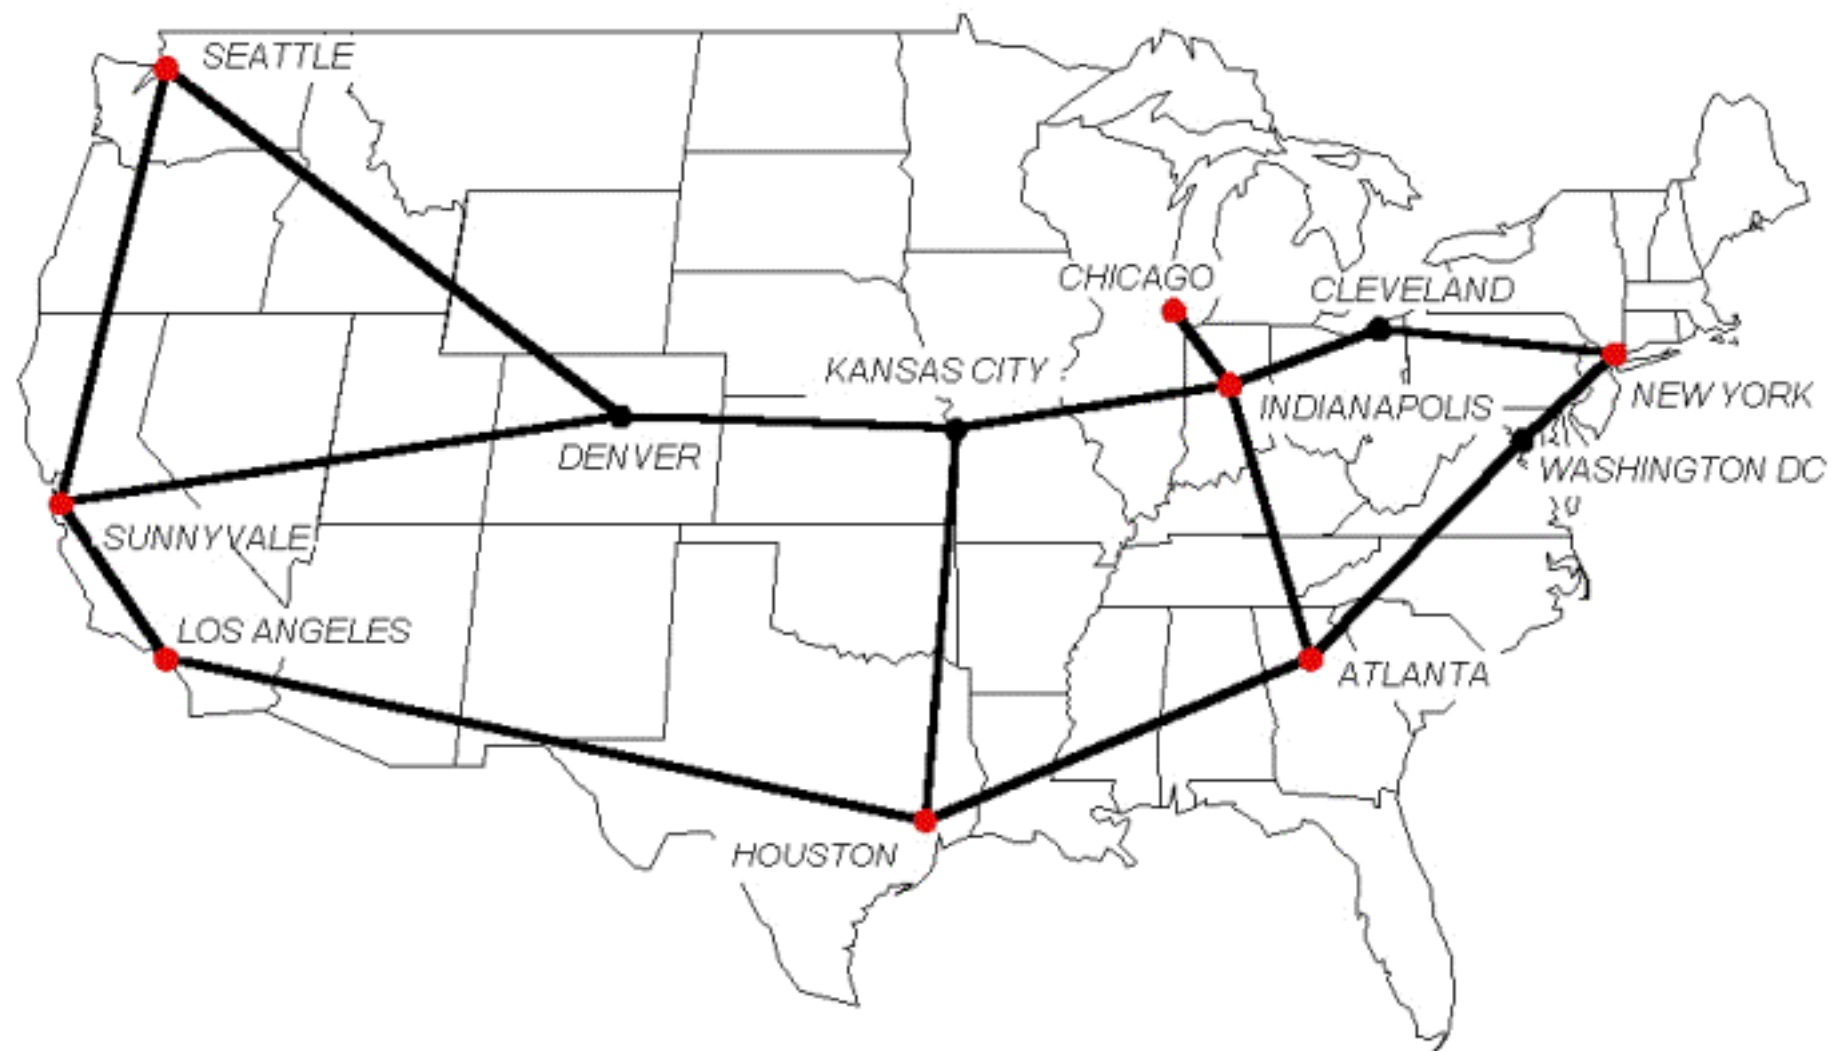 SEATTLE
CHICAGO
CLEVELAND
KANSAS CITY
NEW YORK
INDIANAPOLIS
DENVER
WASHINGTON DC
SUNNYVALE
LOS ANGELES
ATLANTA
HOUSTON